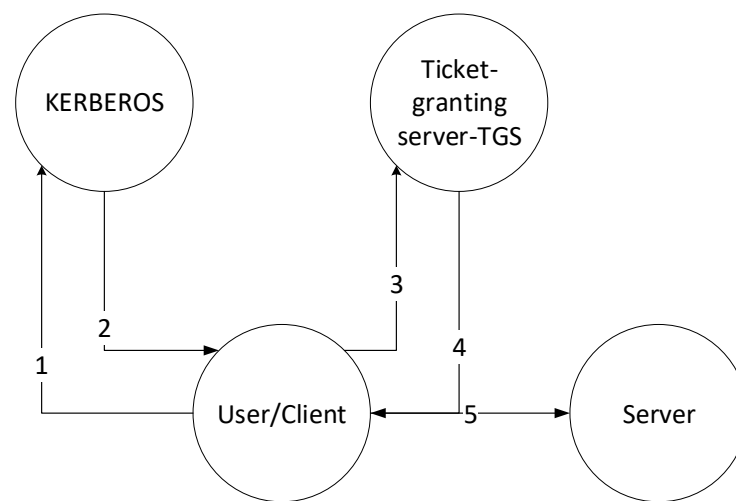 KERBEROS
Ticket-
granting
server-TGS
3
2
4
1
User/Client
5
Server